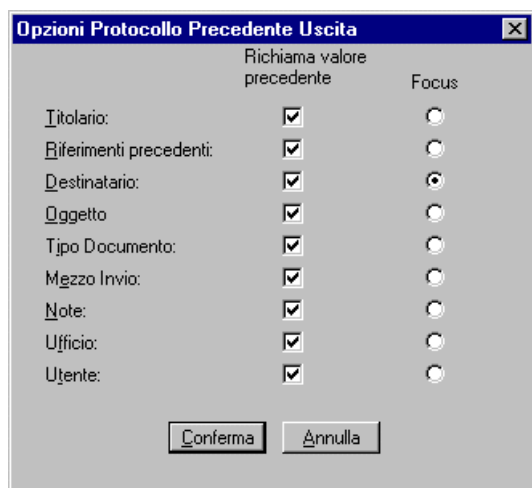 Opzioni Protocollo Precedente Uscita
Richiama valore
precedente
Focus
Titolario:
Riferimenti precedenti:
Destinatario:
Oggetto
Tipo Documento:
Mezzo Invio:
Note:
Ufficio:
Utente:
Conferma
Annulla